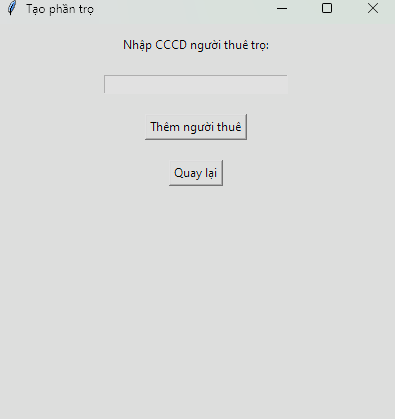 Tạo phần trọ
Nhập CCCD người thuê trọ:
Thêm người thuê
Quay lại